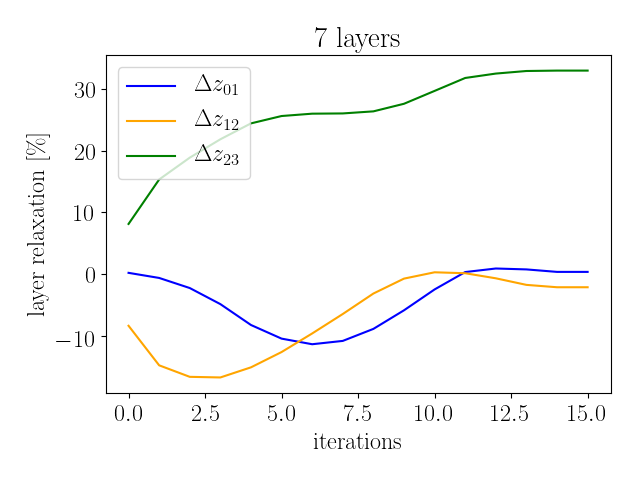 7 layers
Δz₀₁
Δz₁₂
Δz₂₃
layer relaxation [%]
30
20
10
0
−10
0.0 2.5 5.0 7.5 10.0 12.5 15.0
iterations